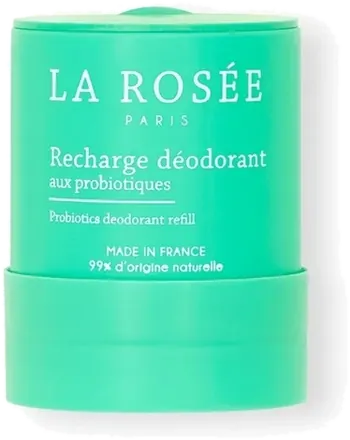 LA ROSÉE
PARIS
Recharge déodorant
aux probiotiques
Probiotics deodorant refill
MADE IN FRANCE
99% d'origine naturelle